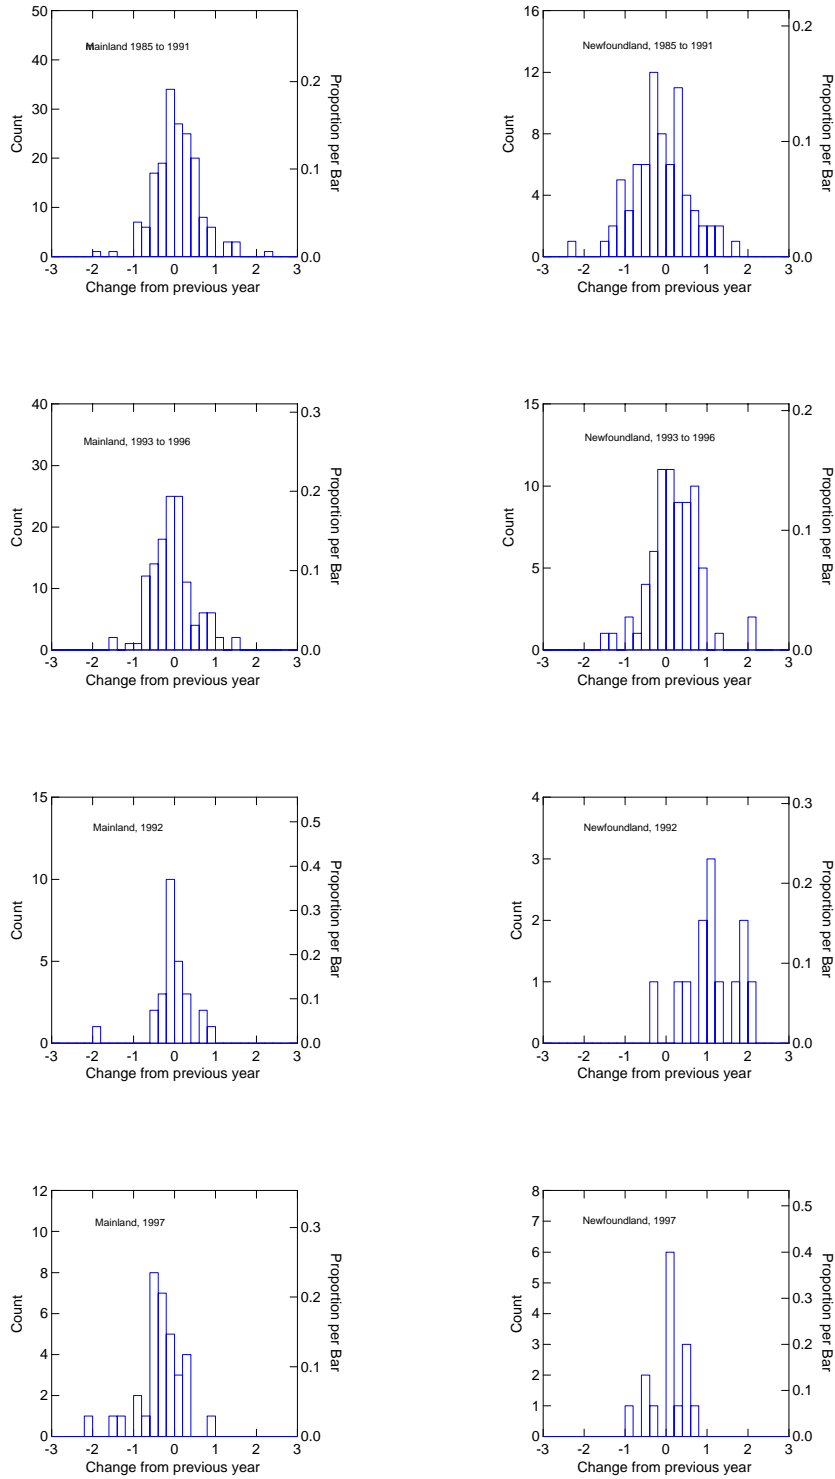 Mainland 1985 to 1991
50
40
30
20
10
0
Count
0.2
0.1
0.0
Proportion per Bar
-3 -2 -1 0 1 2 3
Change from previous year
Newfoundland, 1985 to 1991
16
12
8
4
0
Count
0.2
0.1
0.0
Proportion per Bar
-3 -2 -1 0 1 2 3
Change from previous year
Mainland, 1993 to 1996
40
30
20
10
0
Count
0.3
0.2
0.1
0.0
Proportion per Bar
-3 -2 -1 0 1 2 3
Change from previous year
Newfoundland, 1993 to 1996
15
10
5
0
Count
0.2
0.1
0.0
Proportion per Bar
-3 -2 -1 0 1 2 3
Change from previous year
Mainland, 1992
15
10
5
0
Count
0.5
0.4
0.3
0.2
0.1
0.0
Proportion per Bar
-3 -2 -1 0 1 2 3
Change from previous year
Newfoundland, 1992
4
3
2
1
0
Count
0.3
0.2
0.1
0.0
Proportion per Bar
-3 -2 -1 0 1 2 3
Change from previous year
Mainland, 1997
12
10
8
6
4
2
0
Count
0.3
0.2
0.1
0.0
Proportion per Bar
-3 -2 -1 0 1 2 3
Change from previous year
Newfoundland, 1997
8
7
6
5
4
3
2
1
0
Count
0.5
0.4
0.3
0.2
0.1
0.0
Proportion per Bar
-3 -2 -1 0 1 2 3
Change from previous year